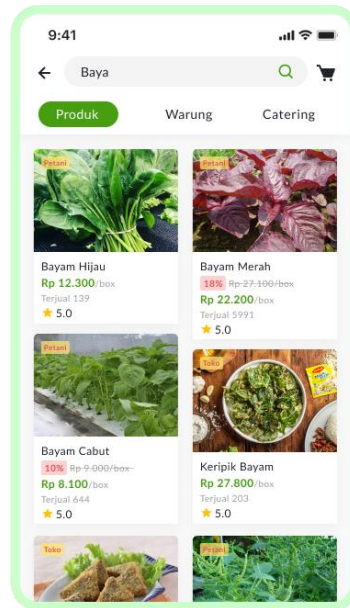 9:41
Baya
Produk Warung Catering
Petani
Bayam Hijau
Rp 12.300/box
Terjual 139
5.0
Petani
Bayam Merah
18% Rp 27.100/box
Rp 22.200/box
Terjual 5991
5.0
Petani
Bayam Cabut
10% Rp 9.000/box
Rp 8.100/box
Terjual 644
5.0
Toko
MAGGI
Keripik Bayam
Rp 27.800/box
Terjual 203
5.0
Toko
Petani